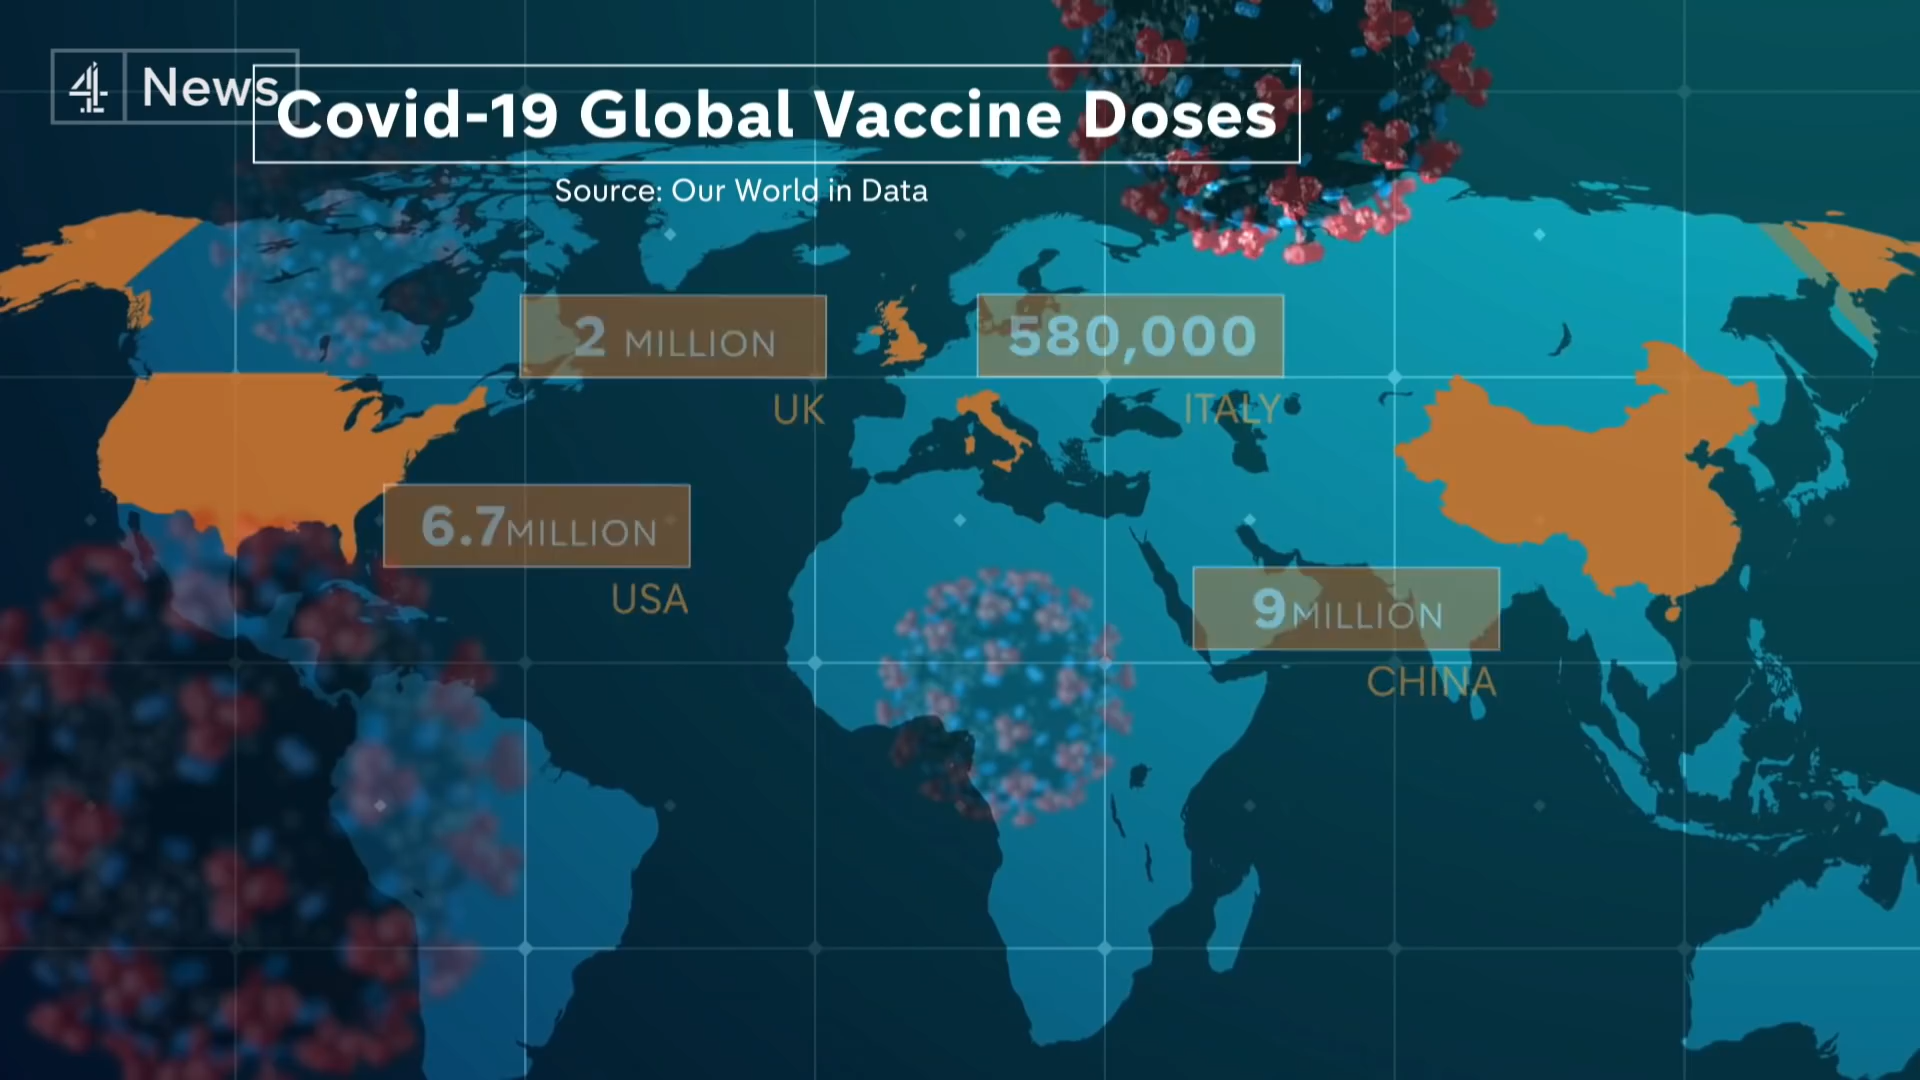 4 News
Covid-19 Global Vaccine Doses
Source: Our World in Data
2 MILLION
UK
580,000
ITALY
6.7MILLION
USA
9MILLION
CHINA